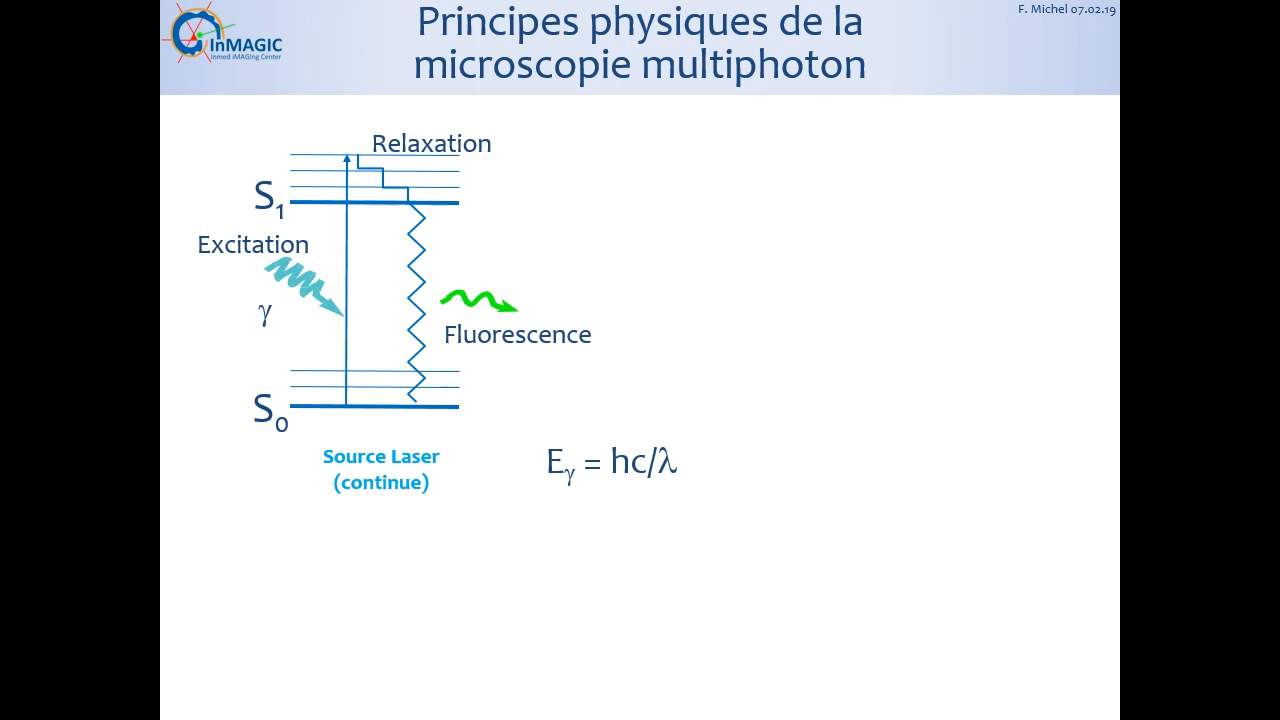 InMAGIC
Inmed iMAGIng Center
Principes physiques de la
microscopie multiphoton
F. Michel 07.02.19
Relaxation
S₁
Excitation
γ
Fluorescence
S₀
Source Laser
(continue)
Eγ = hc/λ